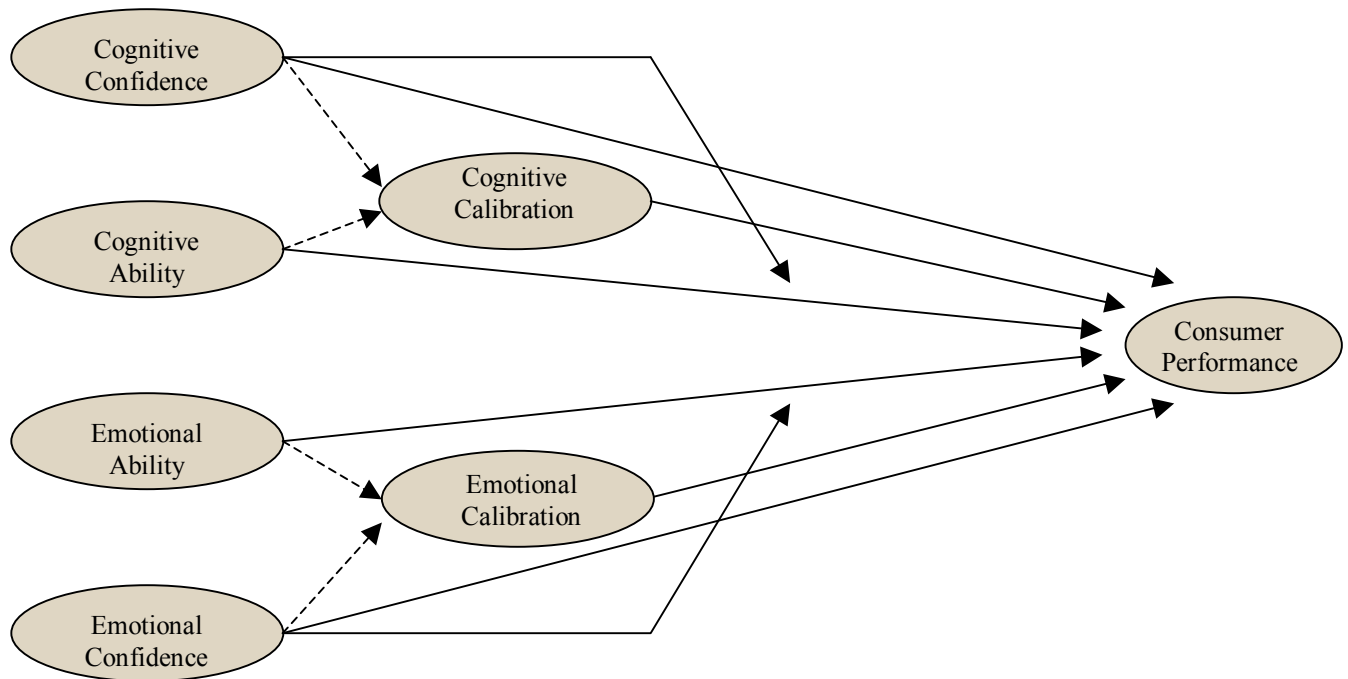 Cognitive
Confidence
Cognitive
Calibration
Cognitive
Ability
Consumer
Performance
Emotional
Ability
Emotional
Calibration
Emotional
Confidence